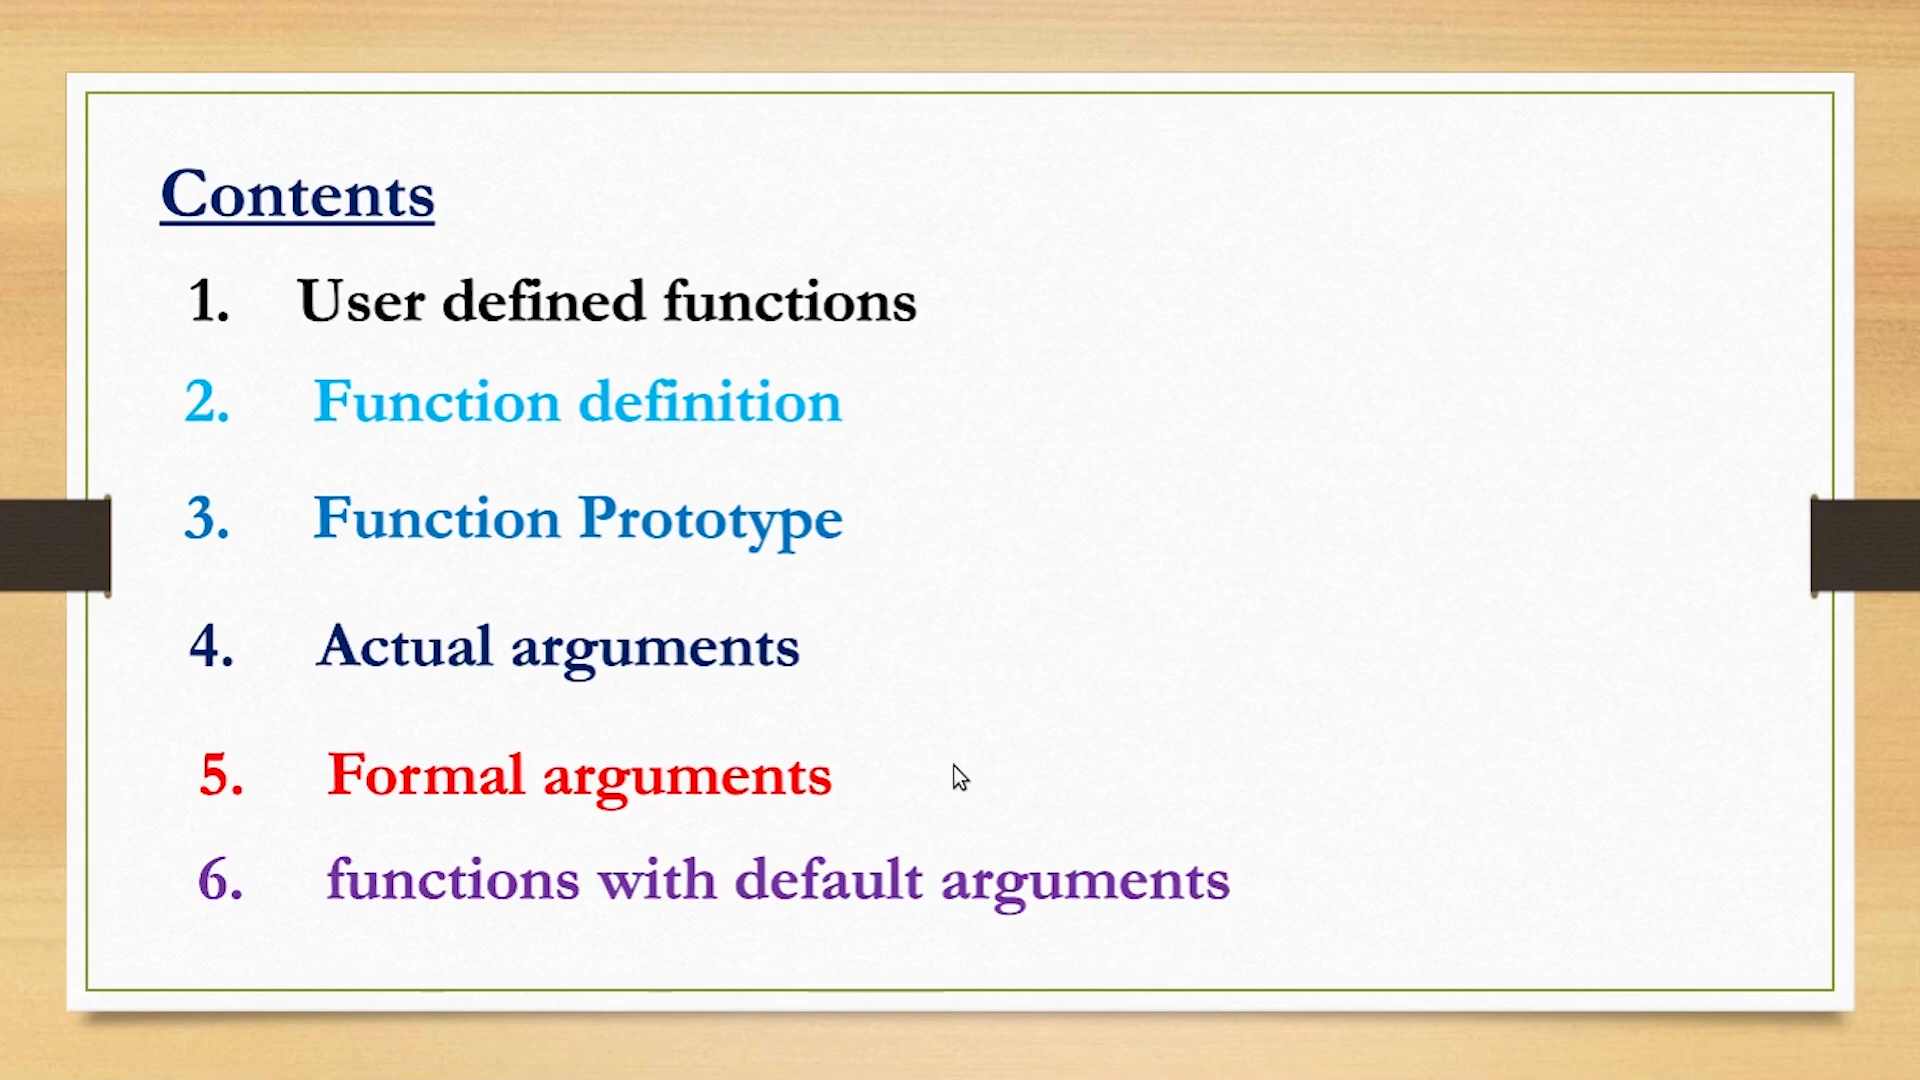 Contents
1. User defined functions
2. Function definition
3. Function Prototype
4. Actual arguments
5. Formal arguments
6. functions with default arguments